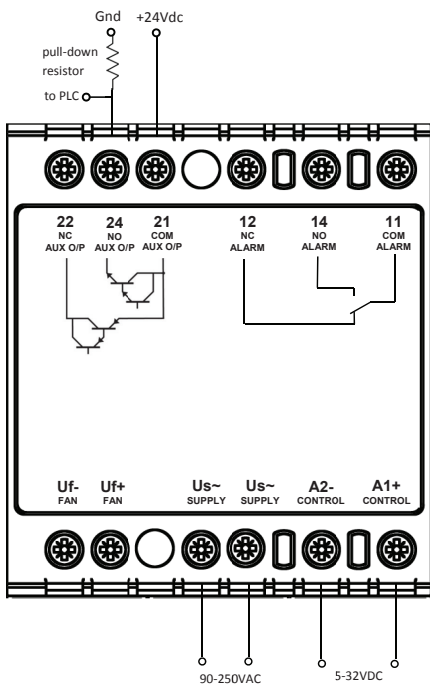 Gnd +24Vdc
pull-down
resistor
to PLC
22 24 21 12 14 11
NC NO COM NC NO COM
AUX O/P AUX O/P AUX O/P ALARM ALARM ALARM
Uf- Uf+ Us~ Us~ A2- A1+
FAN FAN SUPPLY SUPPLY CONTROL CONTROL
90-250VAC 5-32VDC